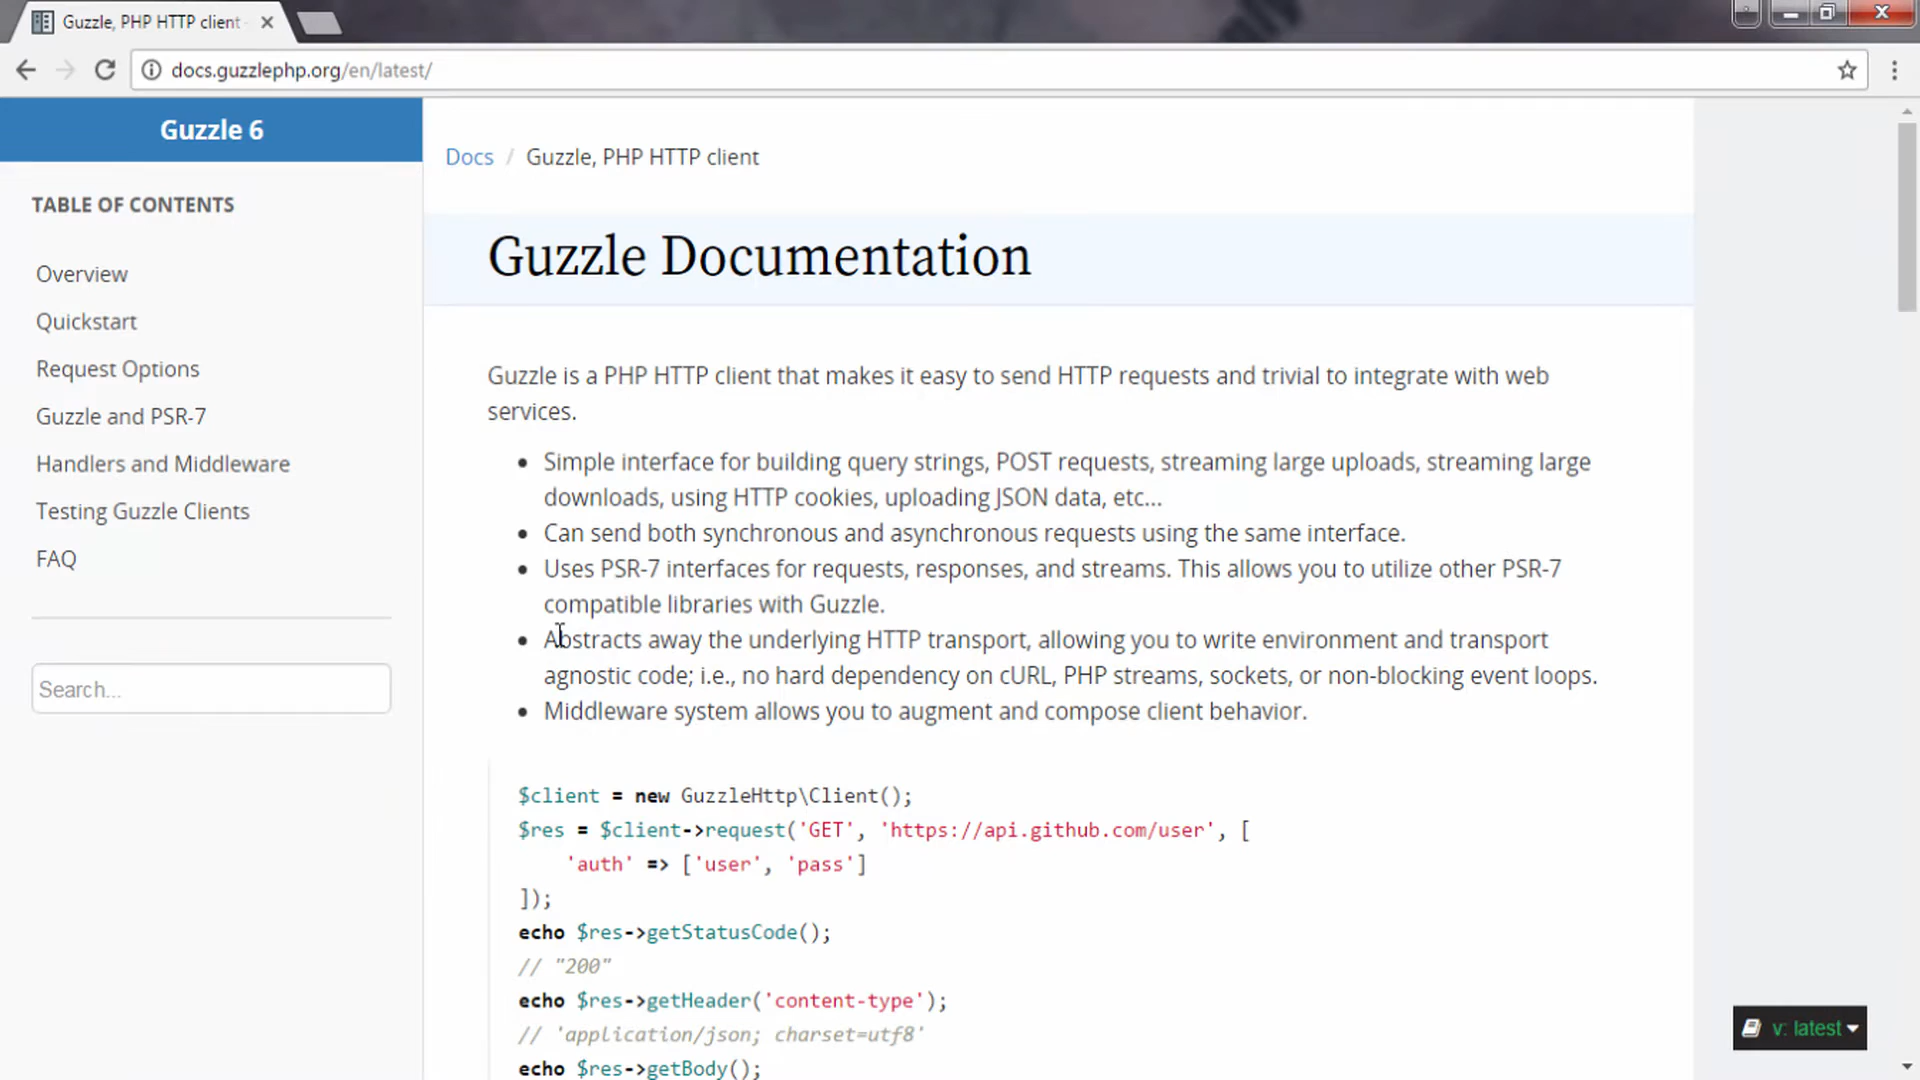 Guzzle, PHP HTTP client
docs.guzzlephp.org/en/latest/
Guzzle 6
TABLE OF CONTENTS
Overview
Quickstart
Request Options
Guzzle and PSR-7
Handlers and Middleware
Testing Guzzle Clients
FAQ
Search...
Docs / Guzzle, PHP HTTP client
Guzzle Documentation
Guzzle is a PHP HTTP client that makes it easy to send HTTP requests and trivial to integrate with web
services.
• Simple interface for building query strings, POST requests, streaming large uploads, streaming large
downloads, using HTTP cookies, uploading JSON data, etc...
• Can send both synchronous and asynchronous requests using the same interface.
• Uses PSR-7 interfaces for requests, responses, and streams. This allows you to utilize other PSR-7
compatible libraries with Guzzle.
• Abstracts away the underlying HTTP transport, allowing you to write environment and transport
agnostic code; i.e., no hard dependency on cURL, PHP streams, sockets, or non-blocking event loops.
• Middleware system allows you to augment and compose client behavior.
$client = new GuzzleHttp\Client();
$res = $client->request('GET', 'https://api.github.com/user', [
    'auth' => ['user', 'pass']
]);
echo $res->getStatusCode();
// "200"
echo $res->getHeader('content-type');
// 'application/json; charset=utf8'
echo $res->getBody();
v: latest